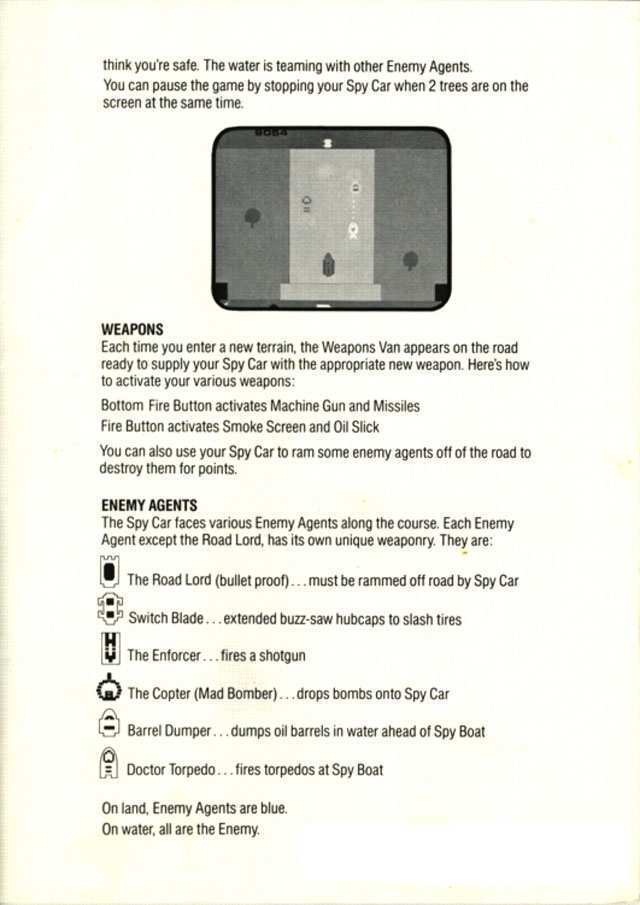 think you're safe. The water is teaming with other Enemy Agents.
You can pause the game by stopping your Spy Car when 2 trees are on the
screen at the same time.
9054
WEAPONS
Each time you enter a new terrain, the Weapons Van appears on the road
ready to supply your Spy Car with the appropriate new weapon. Here's how
to activate your various weapons:
Bottom Fire Button activates Machine Gun and Missiles
Fire Button activates Smoke Screen and Oil Slick
You can also use your Spy Car to ram some enemy agents off of the road to
destroy them for points.
ENEMY AGENTS
The Spy Car faces various Enemy Agents along the course. Each Enemy
Agent except the Road Lord, has its own unique weaponry. They are:
The Road Lord (bullet proof)...must be rammed off road by Spy Car
Switch Blade...extended buzz-saw hubcaps to slash tires
The Enforcer...fires a shotgun
The Copter (Mad Bomber)...drops bombs onto Spy Car
Barrel Dumper...dumps oil barrels in water ahead of Spy Boat
Doctor Torpedo...fires torpedos at Spy Boat
On land, Enemy Agents are blue.
On water, all are the Enemy.